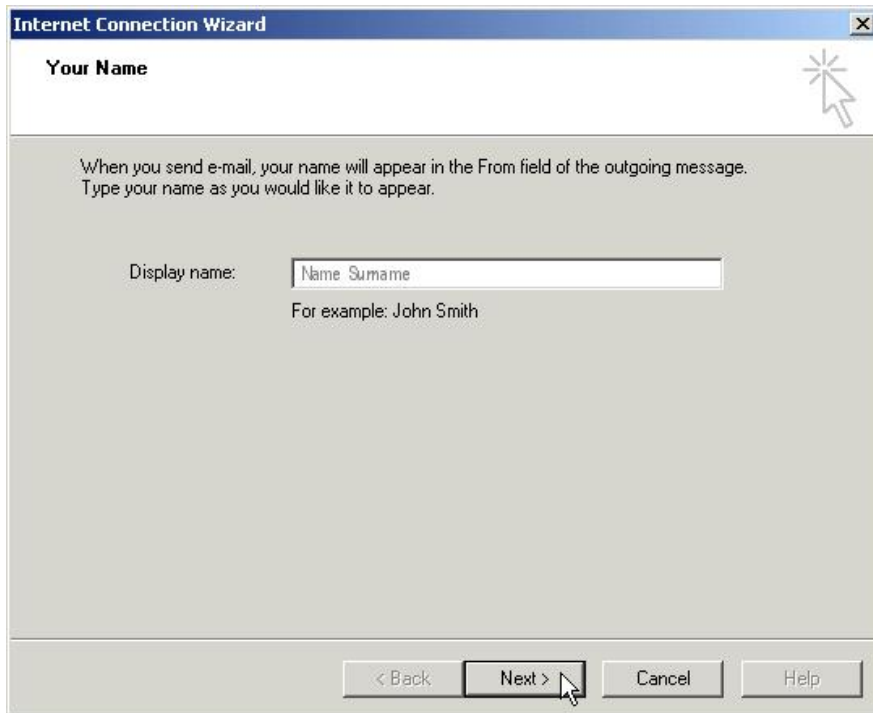 Internet Connection Wizard
Your Name
When you send e-mail, your name will appear in the From field of the outgoing message.
Type your name as you would like it to appear.
Display name: Name Surname
For example: John Smith
< Back Next > Cancel Help